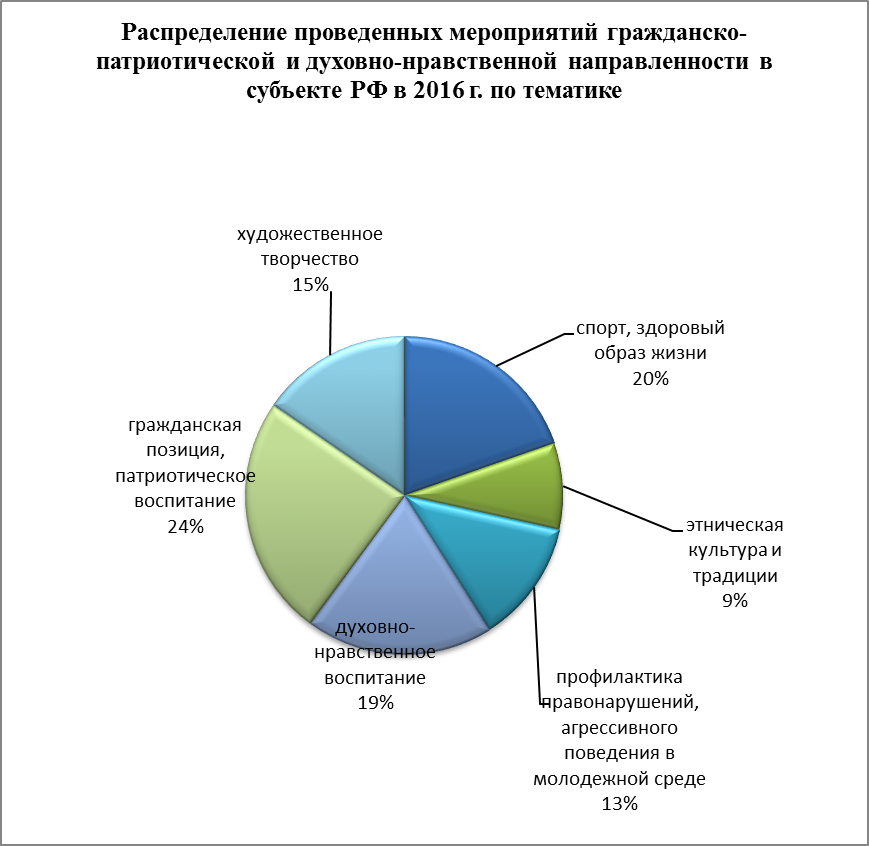 Распределение проведенных мероприятий гражданско-
патриотической и духовно-нравственной направленности в
субъекте РФ в 2016 г. по тематике
художественное
творчество
15%
спорт, здоровый
образ жизни
20%
гражданская
позиция,
патриотическое
воспитание
24%
этническая
культура и
традиции
9%
духовно-
нравственное
воспитание
19%
профилактика
правонарушений,
агрессивного
поведения в
молодежной среде
13%